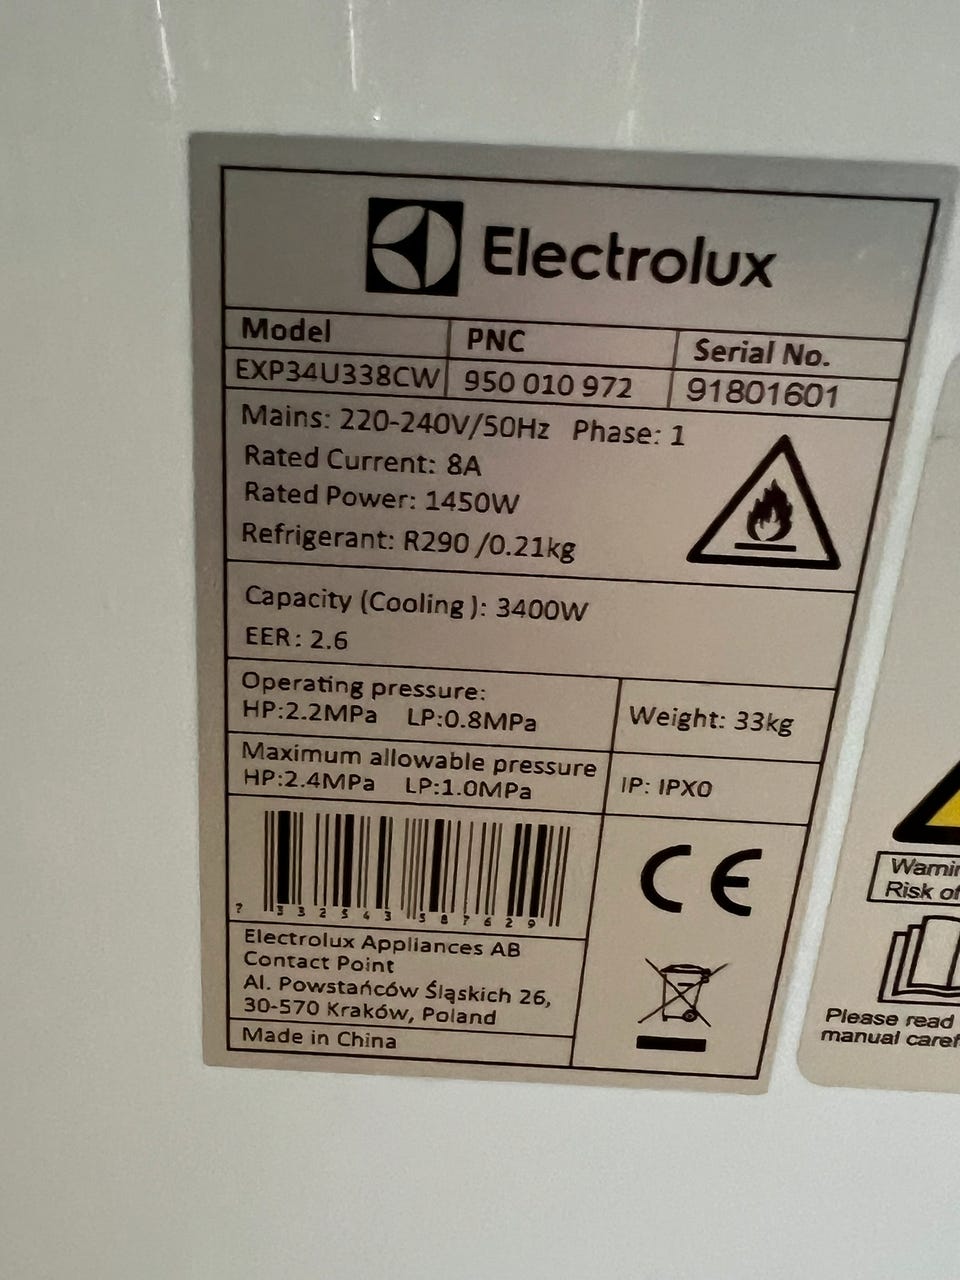 Electrolux
Model PNC Serial No.
EXP34U338CW 950 010 972 91801601
Mains: 220-240V/50Hz Phase: 1
Rated Current: 8A
Rated Power: 1450W
Refrigerant: R290 /0.21kg
Capacity (Cooling ): 3400W
EER: 2.6
Operating pressure:
HP:2.2MPa LP:0.8MPa
Weight: 33kg
Maximum allowable pressure
HP:2.4MPa LP:1.0MPa
IP: IPX0
7 332543 587629
CE
Electrolux Appliances AB
Contact Point
Al. Powstańców Śląskich 26,
30-570 Kraków, Poland
Made in China
Risk of
Please read
manual